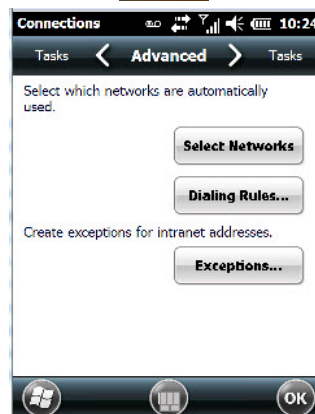 Connections 10:24
Tasks Advanced Tasks
Select which networks are automatically
used.
Select Networks
Dialing Rules...
Create exceptions for intranet addresses.
Exceptions...
OK